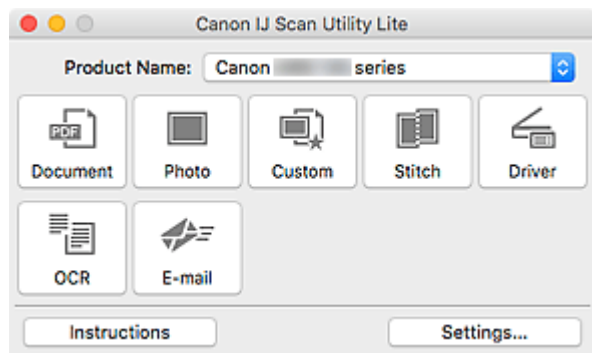 Canon IJ Scan Utility Lite
Product Name: Canon series
PDF
Document Photo Custom Stitch Driver
OCR E-mail
Instructions Settings...